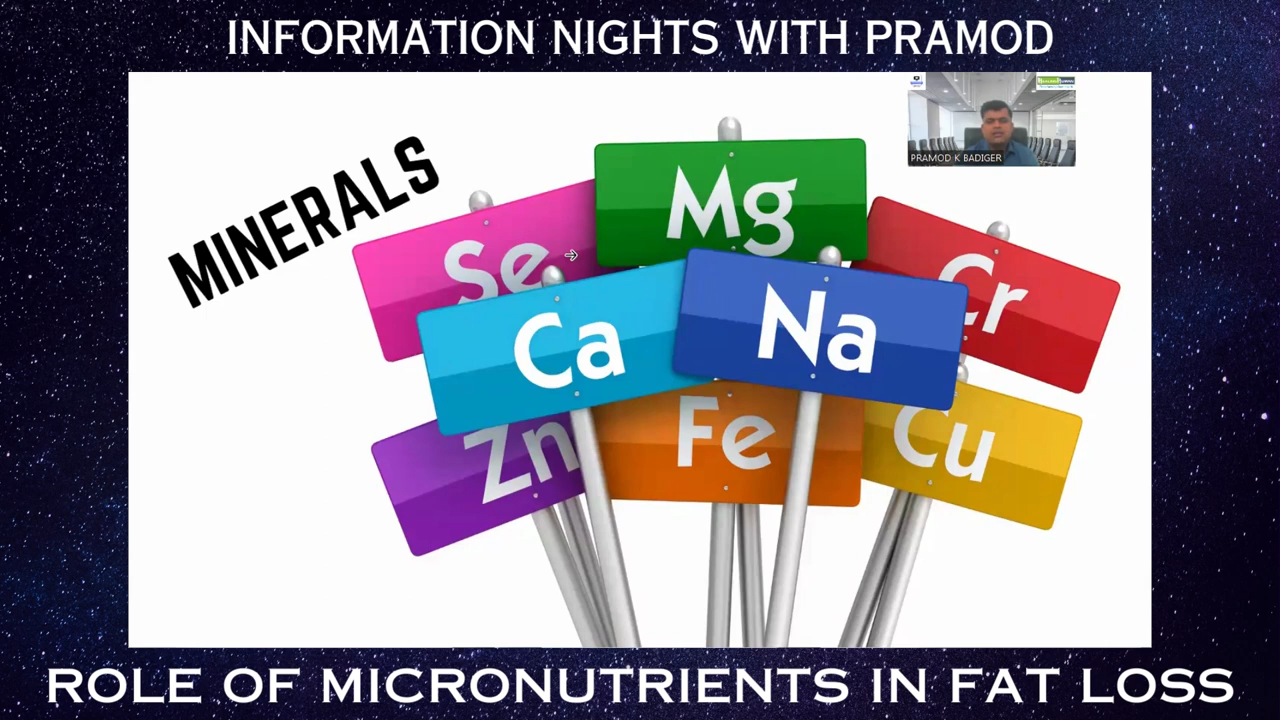 INFORMATION NIGHTS WITH PRAMOD
PRAMOD K BADIGER
MINERALS
Mg
Se
Cr
Ca
Na
Zn
Fe
Cu
ROLE OF MICRONUTRIENTS IN FAT LOSS